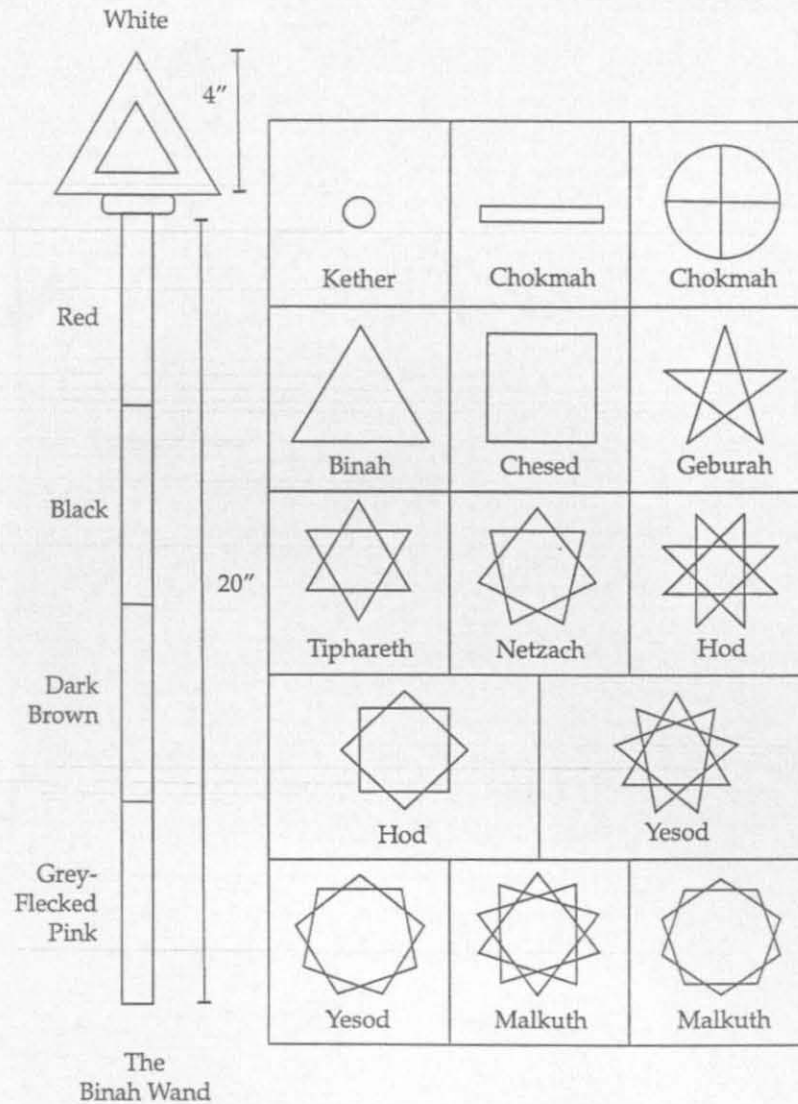 White
4"
Red
Black
20"
Dark
Brown
Grey-
Flecked
Pink
The
Binah Wand
Kether
Chokmah
Chokmah
Binah
Chesed
Geburah
Tiphareth
Netzach
Hod
Hod
Yesod
Yesod
Malkuth
Malkuth